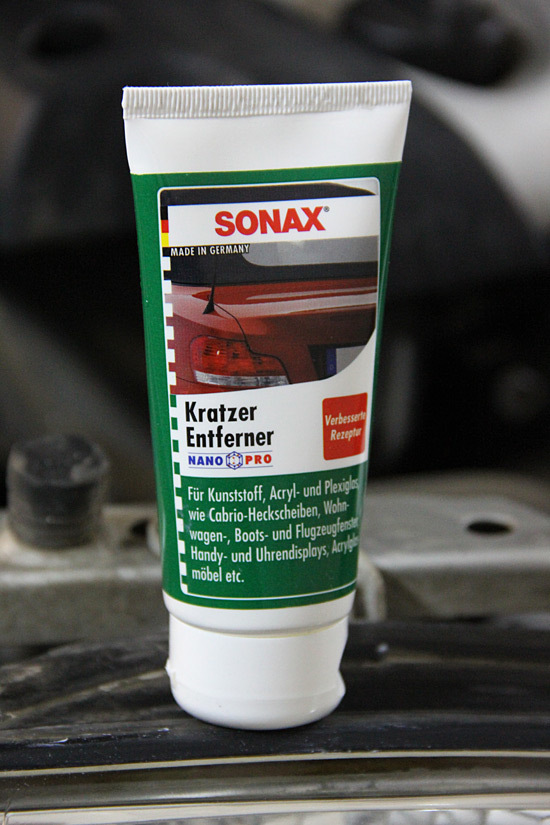 SONAX®
MADE IN GERMANY
Kratzer
Entferner
NANO PRO
Verbesserte
Rezeptur
Für Kunststoff, Acryl- und Plexiglas,
wie Cabrio-Heckscheiben, Wohn-
wagen-, Boots- und Flugzeugfenster,
Handy- und Uhrendisplays, Acrylglas-
möbel etc.